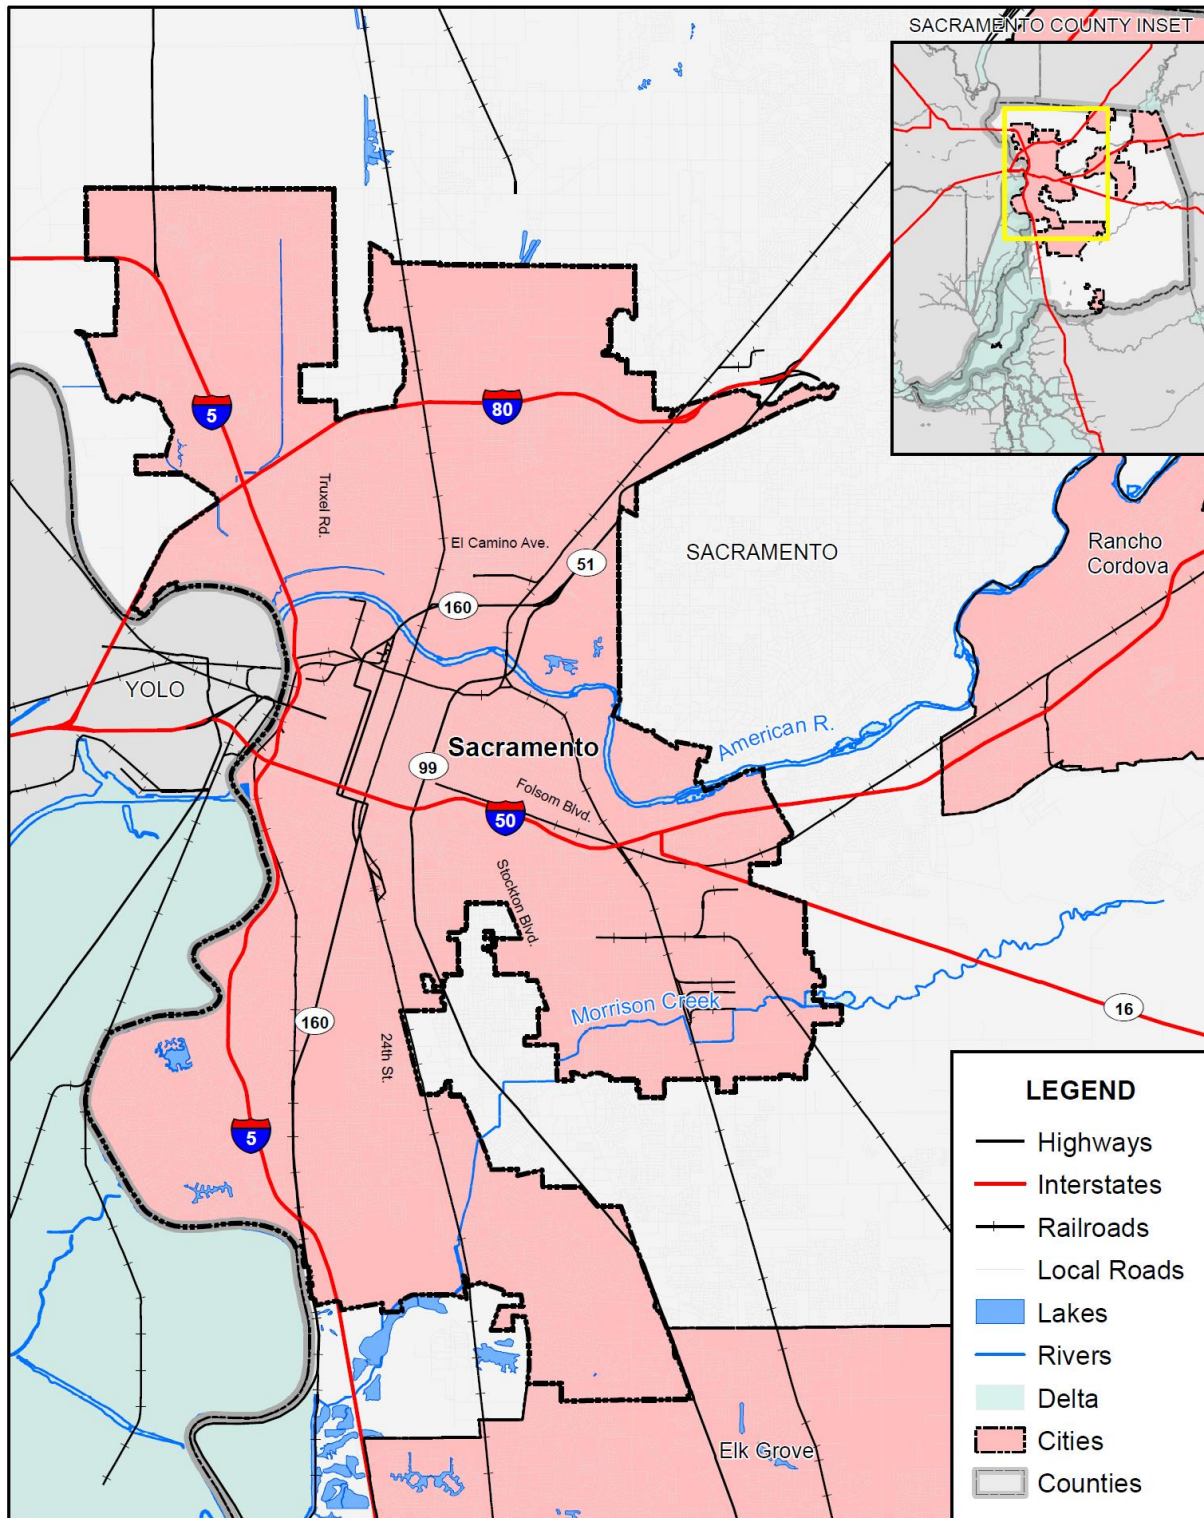 SACRAMENTO COUNTY INSET
5
80
Truxel Rd.
El Camino Ave.
51
SACRAMENTO
Rancho
Cordova
160
YOLO
American R.
Sacramento
99
Folsom Blvd.
50
Stockton Blvd.
Morrison Creek
16
160
24th St.
5
Elk Grove
LEGEND
Highways
Interstates
Railroads
Local Roads
Lakes
Rivers
Delta
Cities
Counties